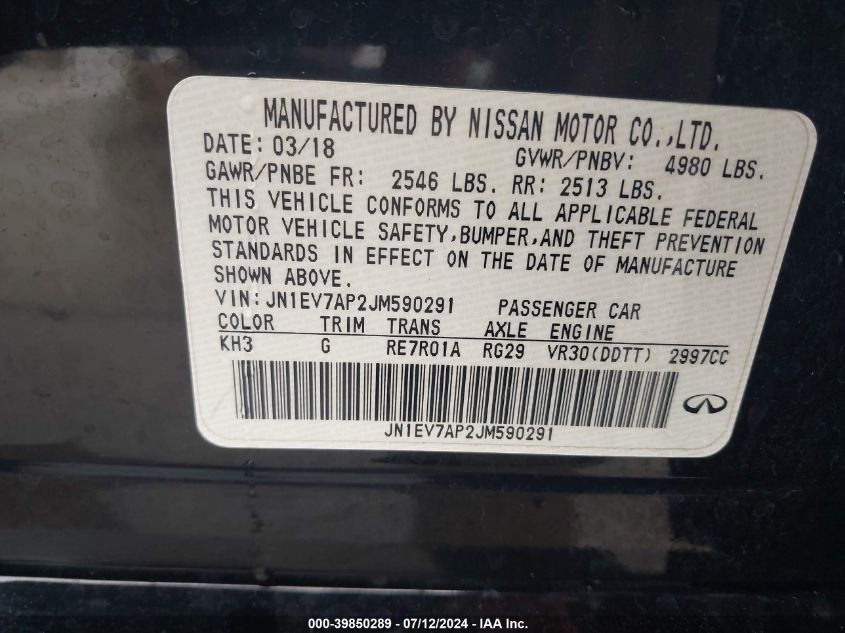 MANUFACTURED BY NISSAN MOTOR CO.,LTD.
DATE: 03/18 GVWR/PNBV: 4980 LBS.
GAWR/PNBE FR: 2546 LBS. RR: 2513 LBS.
THIS VEHICLE CONFORMS TO ALL APPLICABLE FEDERAL
MOTOR VEHICLE SAFETY,BUMPER,AND THEFT PREVENTION
STANDARDS IN EFFECT ON THE DATE OF MANUFACTURE
SHOWN ABOVE.
VIN: JN1EV7AP2JM590291 PASSENGER CAR
COLOR TRIM TRANS AXLE ENGINE
KH3 G RE7R01A RG29 VR30(DDTT) 2997CC
JN1EV7AP2JM590291
000-39850289 - 07/12/2024 - IAA Inc.